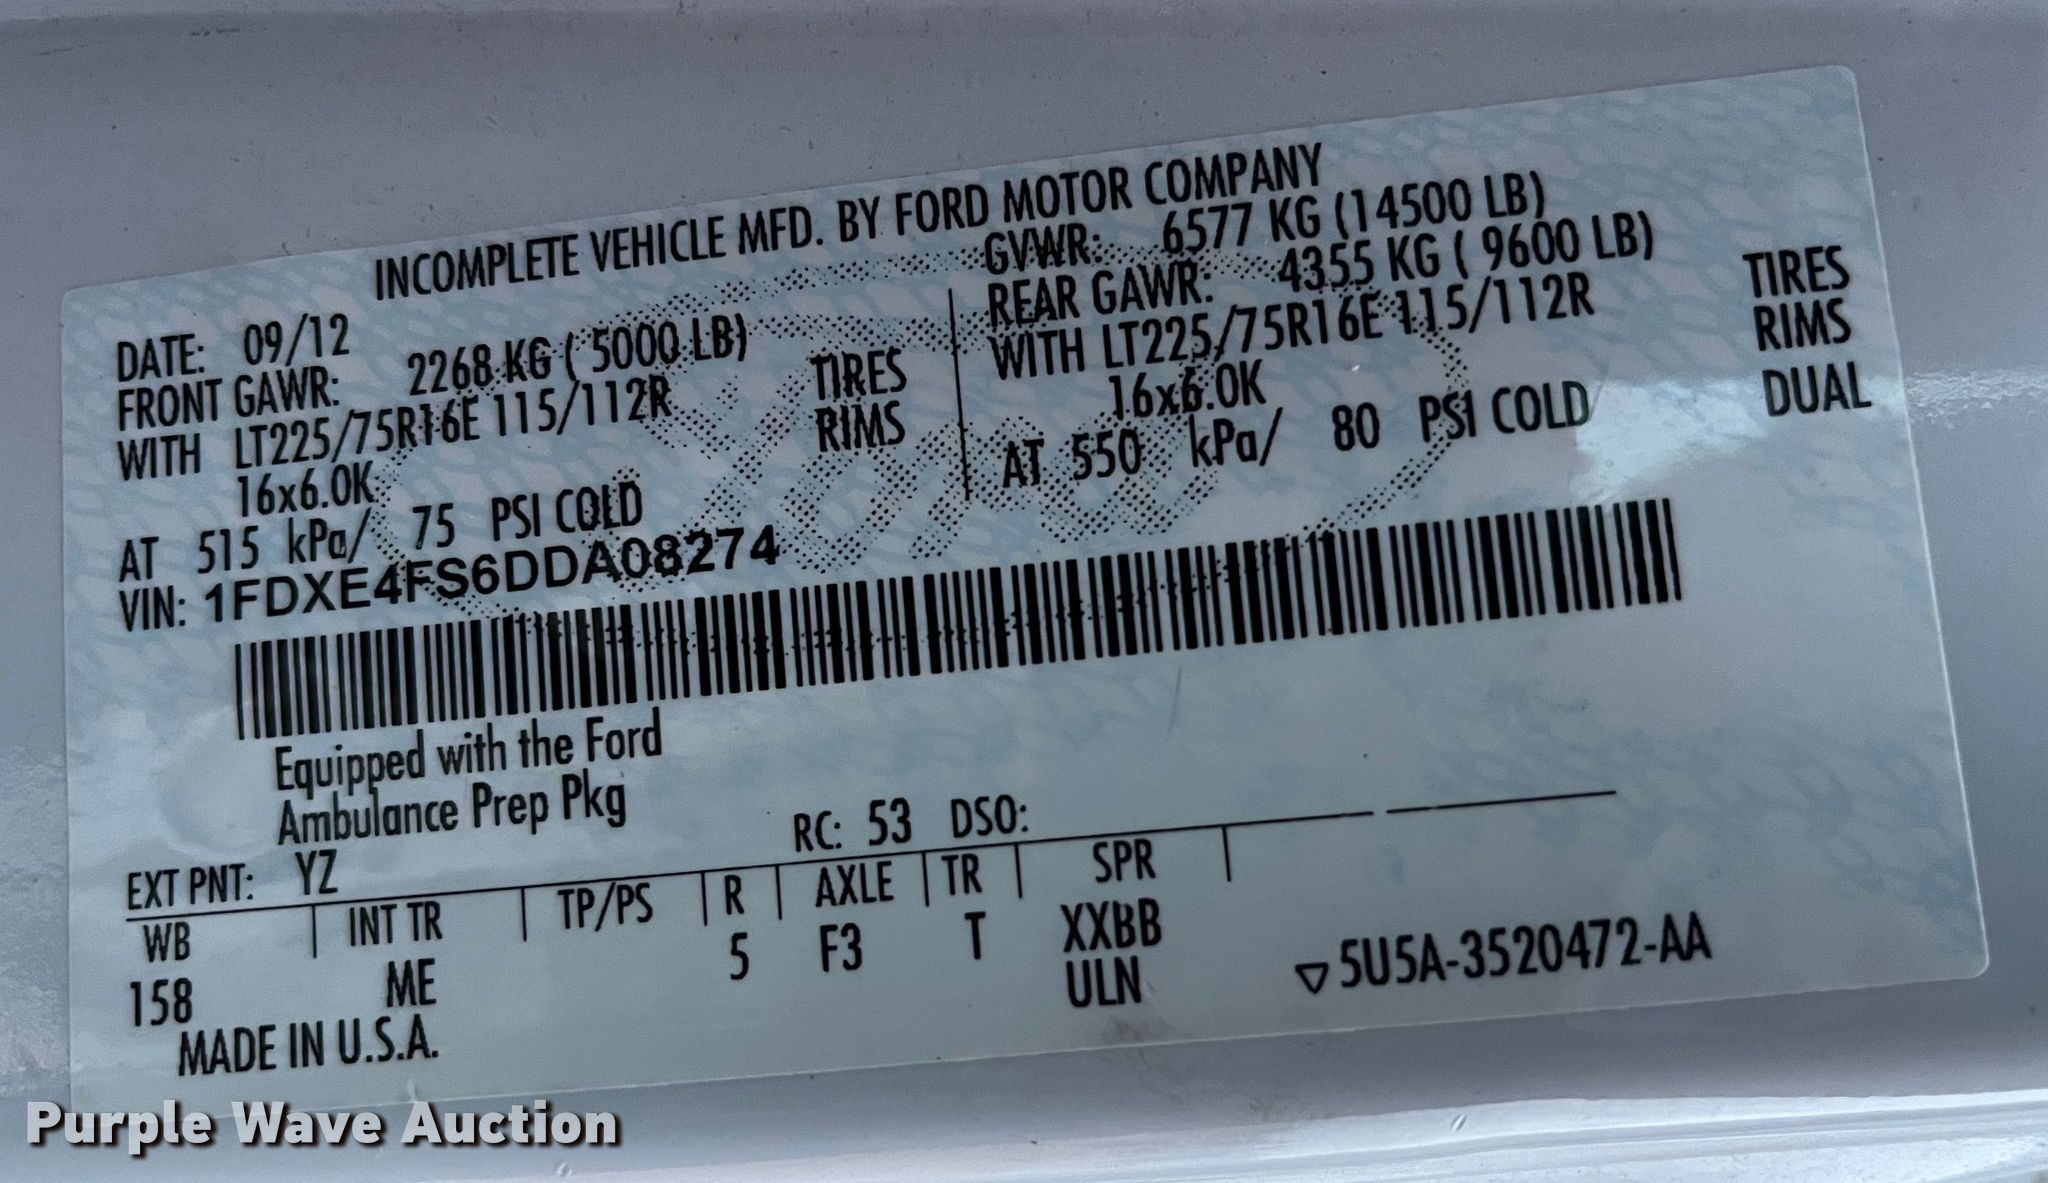 INCOMPLETE VEHICLE MFD. BY FORD MOTOR COMPANY
DATE: 09/12 GVWR: 6577 KG (14500 LB)
FRONT GAWR: 2268 KG ( 5000 LB) REAR GAWR: 4355 KG ( 9600 LB)
WITH LT225/75R16E 115/112R TIRES WITH LT225/75R16E 115/112R TIRES
16x6.0K RIMS 16x6.0K RIMS
AT 515 kPa/ 75 PSI COLD AT 550 kPa/ 80 PSI COLD DUAL
VIN: 1FDXE4FS6DDA08274
Equipped with the Ford
Ambulance Prep Pkg
EXT PNT: YZ RC: 53 DSO:
WB INT TR TP/PS R AXLE TR SPR
158 ME 5 F3 T XXBB
ULN
▽5U5A-3520472-AA
MADE IN U.S.A.
Purple Wave Auction